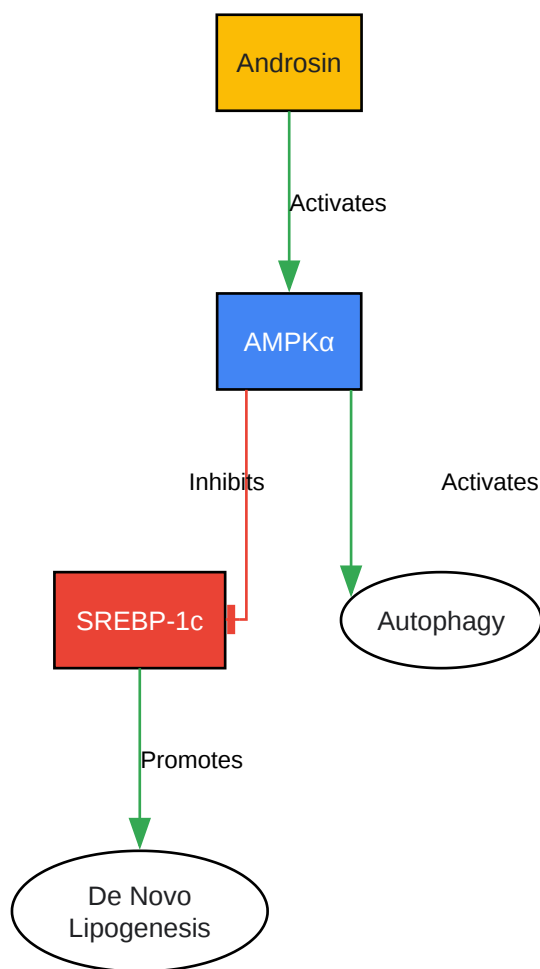 Androsin
Activates
AMPKα
Inhibits
Activates
SREBP-1c
Autophagy
Promotes
De Novo
Lipogenesis